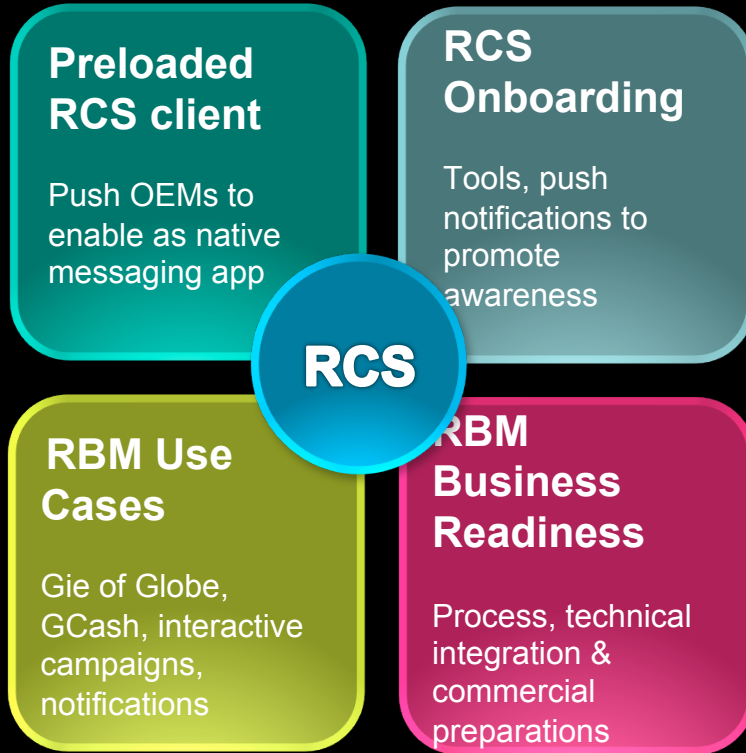 Preloaded
RCS client
Push OEMs to
enable as native
messaging app
RCS
Onboarding
Tools, push
notifications to
promote
awareness
RCS
RBM Use
Cases
Gie of Globe,
GCash, interactive
campaigns,
notifications
RBM
Business
Readiness
Process, technical
integration &
commercial
preparations